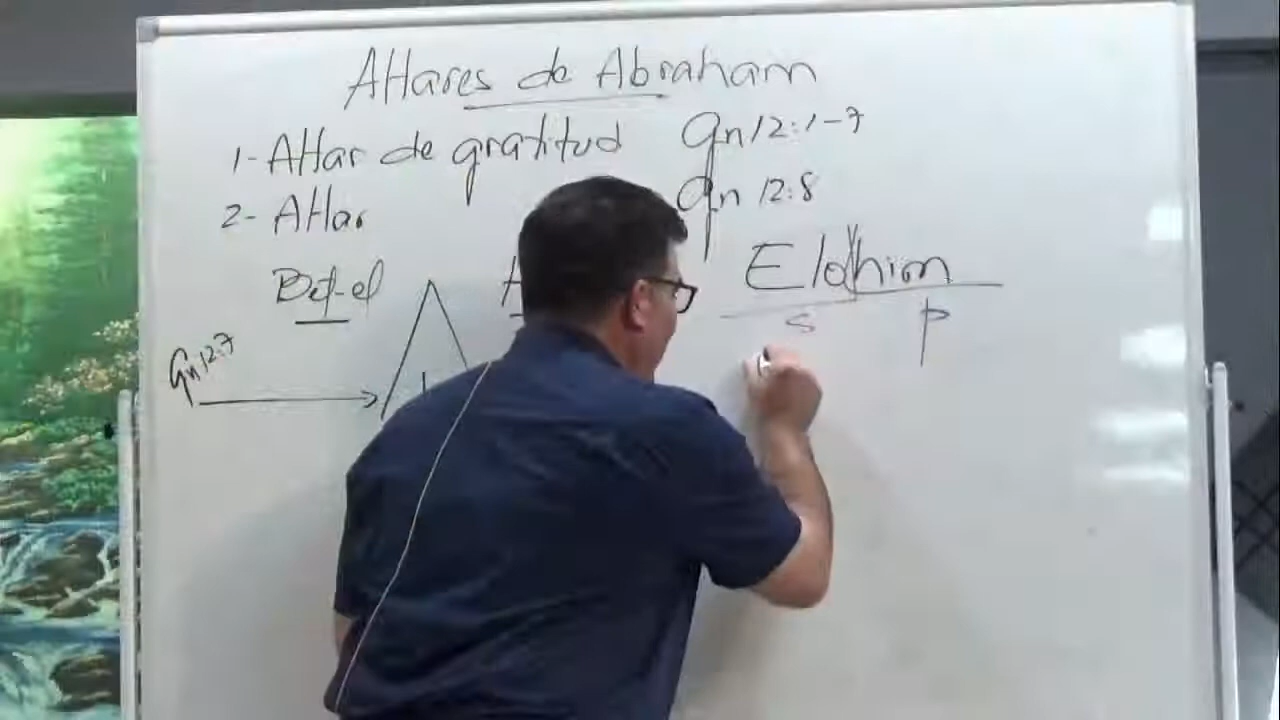 Altares de Abraham
1- Altar de gratitud Gn 12:1-7
2- Altar Gn 12:8
Bet-el
Elohim
S P
Gn 12:7